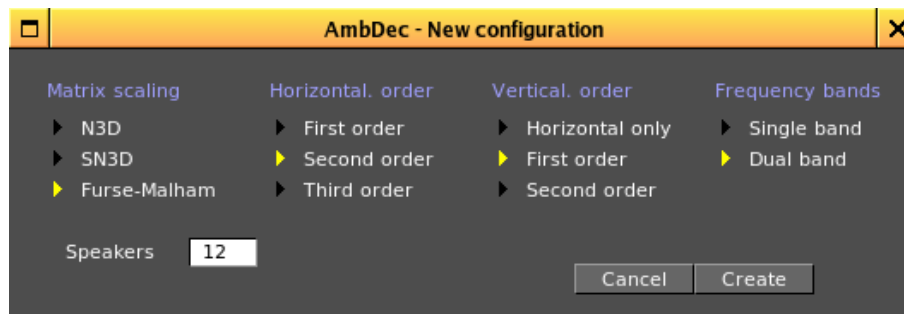 AmbDec - New configuration
Matrix scaling Horizontal. order Vertical. order Frequency bands
N3D First order Horizontal only Single band
SN3D Second order First order Dual band
Furse-Malham Third order Second order
Speakers 12
Cancel Create